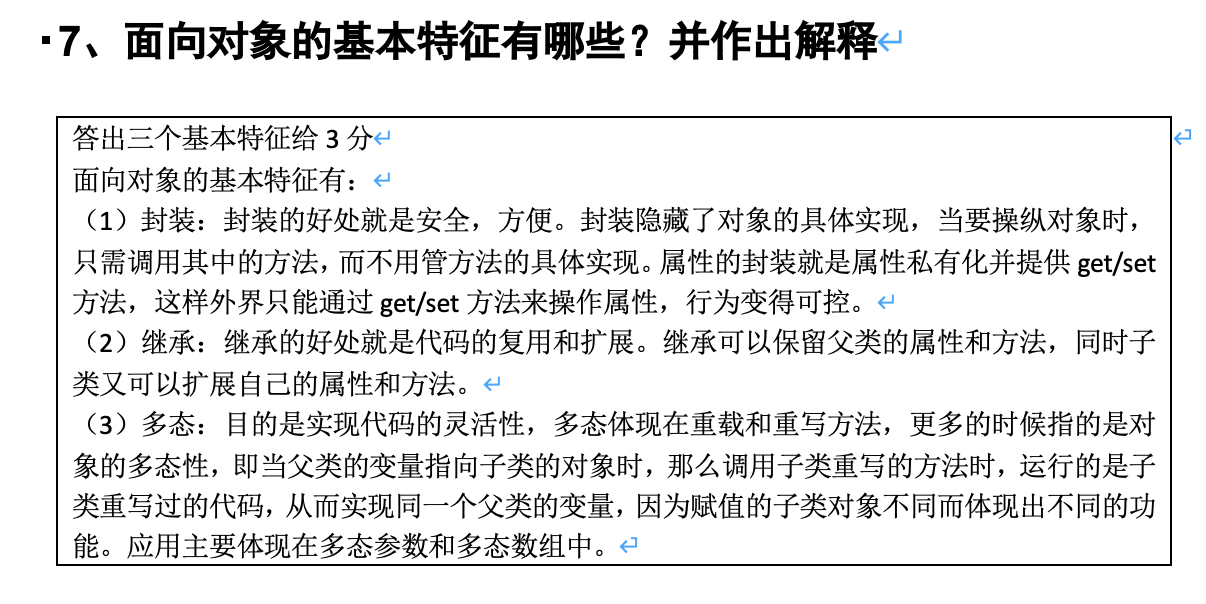 7、面向对象的基本特征有哪些？并作出解释
答出三个基本特征给 3 分
面向对象的基本特征有：
（1）封装：封装的好处就是安全，方便。封装隐藏了对象的具体实现，当要操纵对象时，
只需调用其中的方法，而不用管方法的具体实现。属性的封装就是属性私有化并提供 get/set
方法，这样外界只能通过 get/set 方法来操作属性，行为变得可控。
（2）继承：继承的好处就是代码的复用和扩展。继承可以保留父类的属性和方法，同时子
类又可以扩展自己的属性和方法。
（3）多态：目的是实现代码的灵活性，多态体现在重载和重写方法，更多的时候指的是对
象的多态性，即当父类的变量指向子类的对象时，那么调用子类重写的方法时，运行的是子
类重写过的代码，从而实现同一个父类的变量，因为赋值的子类对象不同而体现出不同的功
能。应用主要体现在多态参数和多态数组中。